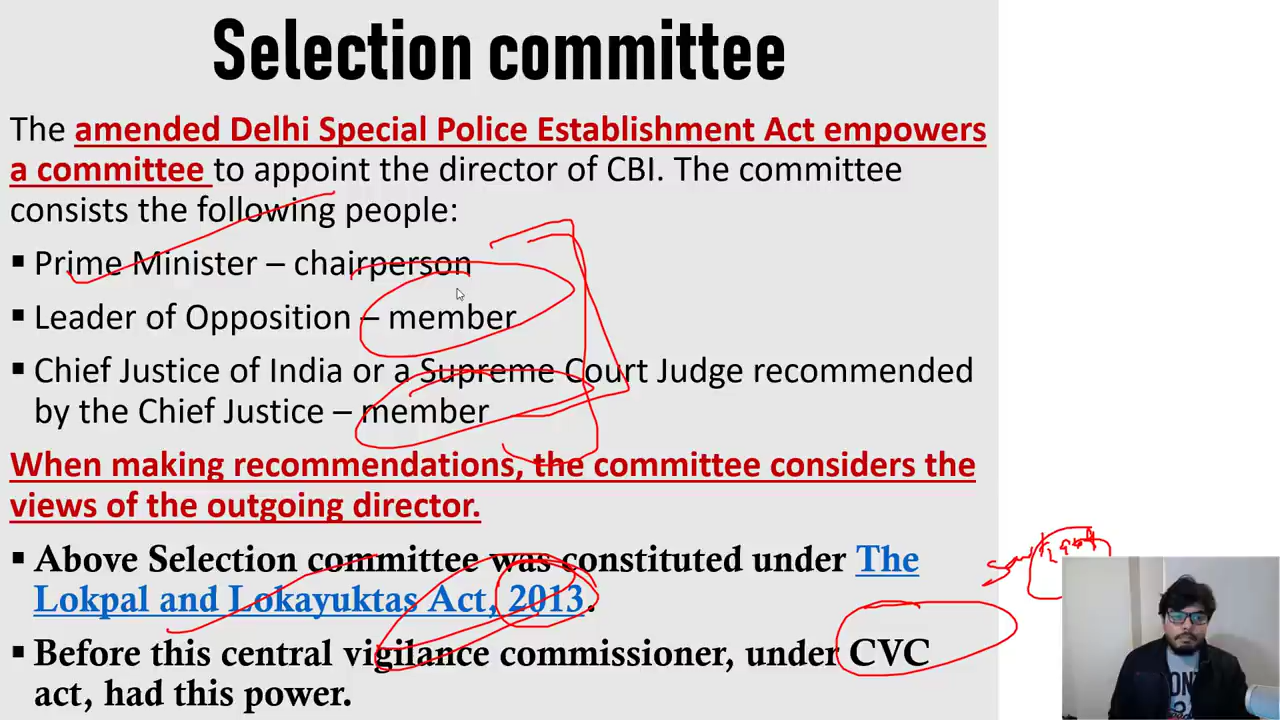 Selection committee
The amended Delhi Special Police Establishment Act empowers
a committee to appoint the director of CBI. The committee
consists the following people:
▪ Prime Minister – chairperson
▪ Leader of Opposition – member
▪ Chief Justice of India or a Supreme Court Judge recommended
by the Chief Justice – member
When making recommendations, the committee considers the
views of the outgoing director.
▪ Above Selection committee was constituted under The
Lokpal and Lokayuktas Act, 2013.
▪ Before this central vigilance commissioner, under CVC
act, had this power.